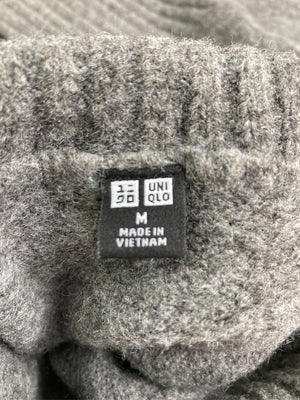 ユニ UNI
クロ QLO
M
MADE IN
VIETNAM